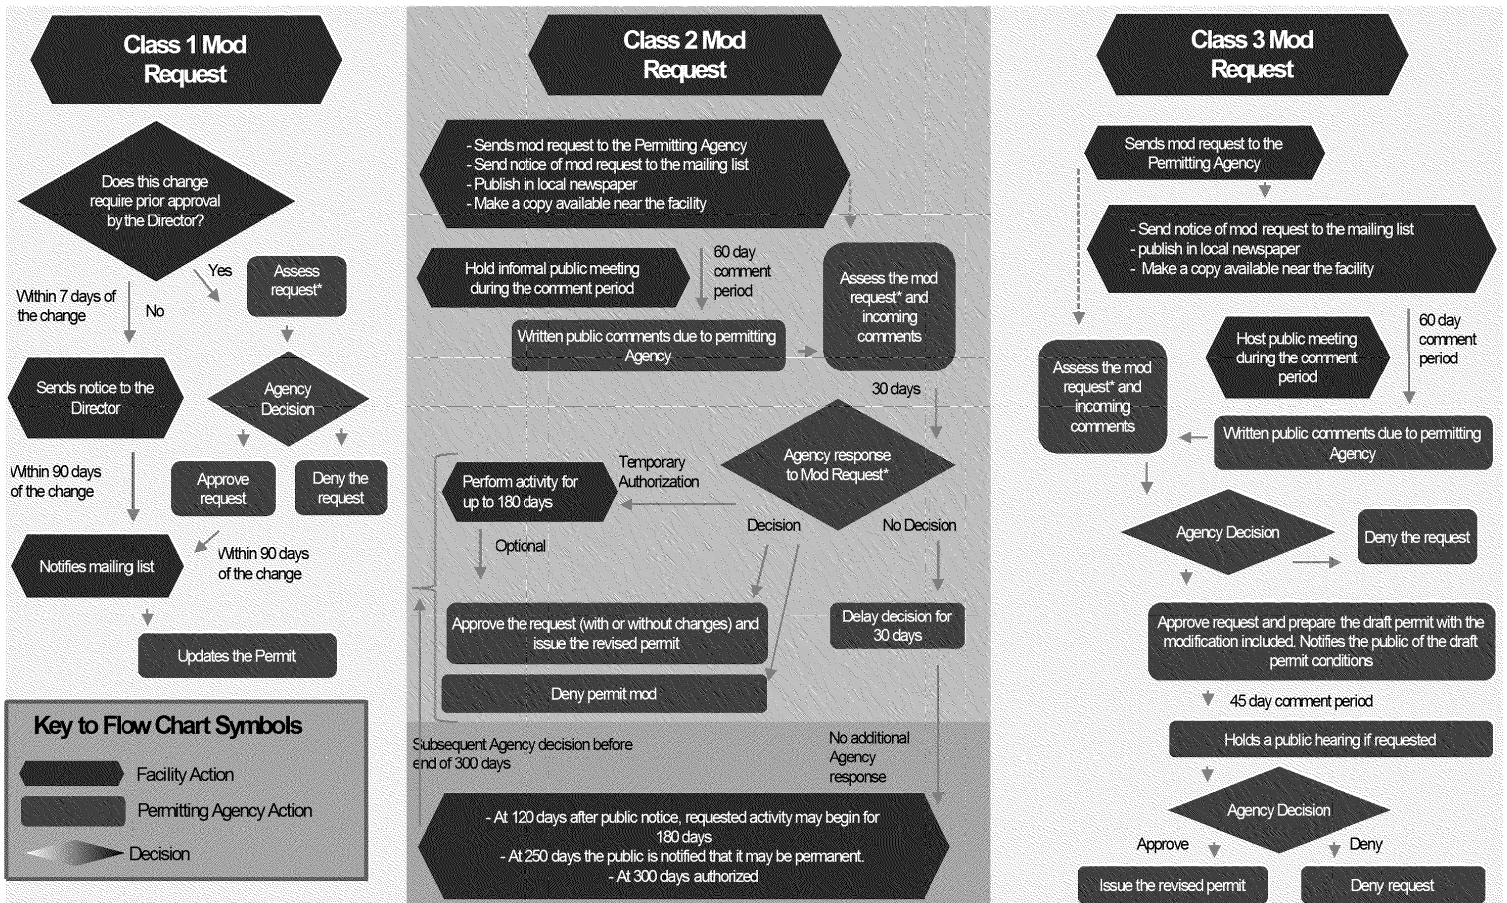 Class 1 Mod
Request
Does this change
require prior approval
by the Director?
Yes
Assess
request*
Within 7 days of
the change
No
Sends notice to the
Director
Agency
Decision
Within 90 days
of the change
Approve
request
Deny the
request
Notifies mailing list
Within 90 days
of the change
Updates the Permit
Key to Flow Chart Symbols
Facility Action
Permitting Agency Action
Decision
Class 2 Mod
Request
- Sends mod request to the Permitting Agency
- Send notice of mod request to the mailing list
- Publish in local newspaper
- Make a copy available near the facility
Hold informal public meeting
during the comment period
60 day
comment
period
Written public comments due to permitting
Agency
Assess the mod
request* and
incoming
comments
30 days
Agency response
to Mod Request*
Temporary
Authorization
Perform activity for
up to 180 days
Optional
Decision
No Decision
Approve the request (with or without changes) and
issue the revised permit
Deny permit mod
Delay decision for
30 days
Subsequent Agency decision before
end of 300 days
No additional
Agency
response
- At 120 days after public notice, requested activity may begin for
180 days
- At 250 days the public is notified that it may be permanent.
- At 300 days authorized
Class 3 Mod
Request
Sends mod request to the
Permitting Agency
- Send notice of mod request to the mailing list
- publish in local newspaper
- Make a copy available near the facility
Host public meeting
during the comment
period
60 day
comment
period
Assess the mod
request* and
incoming
comments
Written public comments due to permitting
Agency
Agency Decision
Deny the request
Approve request and prepare the draft permit with the
modification included. Notifies the public of the draft
permit conditions
45 day comment period
Holds a public hearing if requested
Agency Decision
Approve
Deny
Issue the revised permit
Deny request